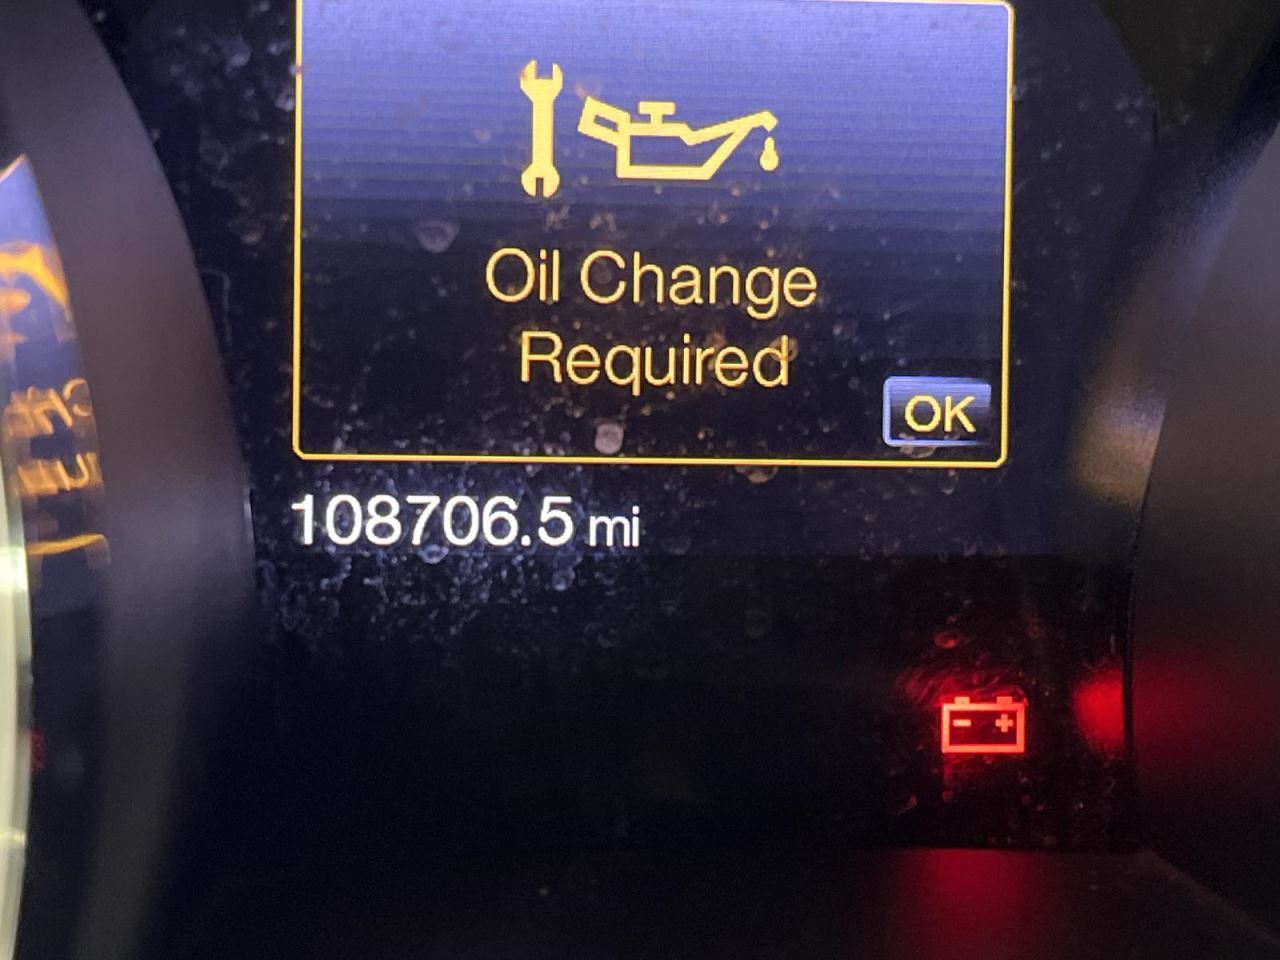 Oil Change
Required
OK
108706.5 mi